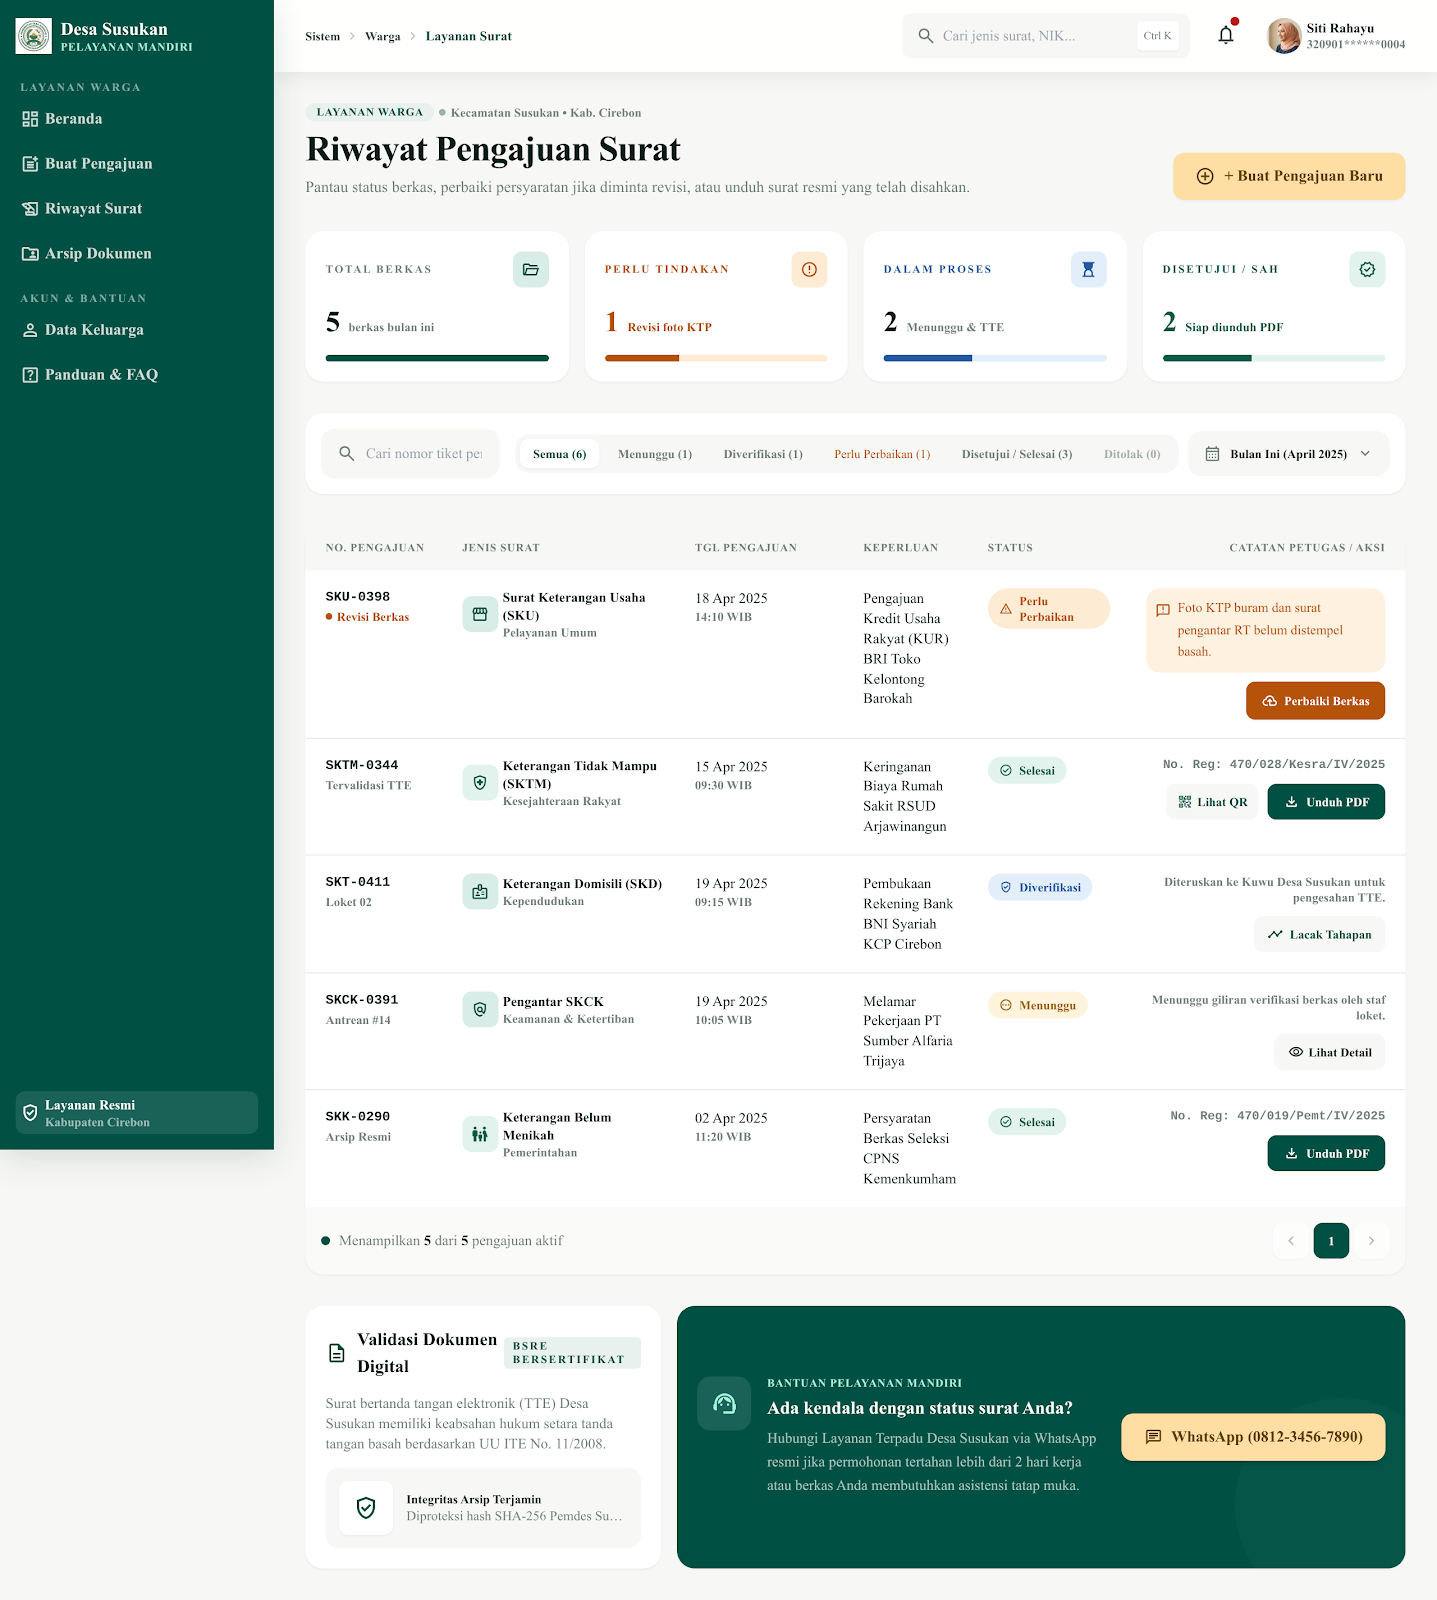 Desa Susukan
PELAYANAN MANDIRI
LAYANAN WARGA
Beranda
Buat Pengajuan
Riwayat Surat
Arsip Dokumen
AKUN & BANTUAN
Data Keluarga
Panduan & FAQ
Layanan Resmi
Kabupaten Cirebon
Sistem > Warga > Layanan Surat
Cari jenis surat, NIK...
Ctrl K
Siti Rahayu
320901******0004
LAYANAN WARGA
Kecamatan Susukan • Kab. Cirebon
Riwayat Pengajuan Surat
Pantau status berkas, perbaiki persyaratan jika diminta revisi, atau unduh surat resmi yang telah disahkan.
+ Buat Pengajuan Baru
TOTAL BERKAS
5 berkas bulan ini
PERLU TINDAKAN
1 Revisi foto KTP
DALAM PROSES
2 Menunggu & TTE
DISETUJUI / SAH
2 Siap diunduh PDF
Cari nomor tiket pe
Semua (6)
Menunggu (1)
Diverifikasi (1)
Perlu Perbaikan (1)
Disetujui / Selesai (3)
Ditolak (0)
Bulan Ini (April 2025)
NO. PENGAJUAN
JENIS SURAT
TGL PENGAJUAN
KEPERLUAN
STATUS
CATATAN PETUGAS / AKSI
SKU-0398
Revisi Berkas
Surat Keterangan Usaha
(SKU)
Pelayanan Umum
18 Apr 2025
14:10 WIB
Pengajuan
Kredit Usaha
Rakyat (KUR)
BRI Toko
Kelontong
Barokah
Perlu
Perbaikan
Foto KTP buram dan surat
pengantar RT belum distempel
basah.
Perbaiki Berkas
SKTM-0344
Tervalidasi TTE
Keterangan Tidak Mampu
(SKTM)
Kesejahteraan Rakyat
15 Apr 2025
09:30 WIB
Keringanan
Biaya Rumah
Sakit RSUD
Arjawinangun
Selesai
No. Reg: 470/028/Kesra/IV/2025
Lihat QR
Unduh PDF
SKT-0411
Loket 02
Keterangan Domisili (SKD)
Kependudukan
19 Apr 2025
09:15 WIB
Pembukaan
Rekening Bank
BNI Syariah
KCP Cirebon
Diverifikasi
Diteruskan ke Kuwu Desa Susukan untuk
pengesahan TTE.
Lacak Tahapan
SKCK-0391
Antrean #14
Pengantar SKCK
Keamanan & Ketertiban
19 Apr 2025
10:05 WIB
Melamar
Pekerjaan PT
Sumber Alfaria
Trijaya
Menunggu
Menunggu giliran verifikasi berkas oleh staf
loket.
Lihat Detail
SKK-0290
Arsip Resmi
Keterangan Belum
Menikah
Pemerintahan
02 Apr 2025
11:20 WIB
Persyaratan
Berkas Seleksi
CPNS
Kemenkumham
Selesai
No. Reg: 470/019/Pemt/IV/2025
Unduh PDF
Menampilkan 5 dari 5 pengajuan aktif
1
Validasi Dokumen
Digital
BSRE
BERSERTIFIKAT
Surat bertanda tangan elektronik (TTE) Desa
Susukan memiliki keabsahan hukum setara tanda
tangan basah berdasarkan UU ITE No. 11/2008.
Integritas Arsip Terjamin
Diproteksi hash SHA-256 Pemdes Su…
BANTUAN PELAYANAN MANDIRI
Ada kendala dengan status surat Anda?
Hubungi Layanan Terpadu Desa Susukan via WhatsApp
resmi jika permohonan tertahan lebih dari 2 hari kerja
atau berkas Anda membutuhkan asistensi tatap muka.
WhatsApp (0812-3456-7890)